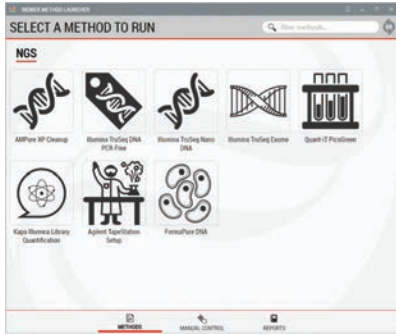 BIOMEK METHOD LAUNCHER
SELECT A METHOD TO RUN
filter methods...
NGS
AMPure XP Cleanup
Illumina TruSeq DNA
PCR-Free
Illumina TruSeq Nano
DNA
Illumina TruSeq Exome
Quant iT PicoGreen
Kapa Illumina Library
Quantification
Agilent TapeStation
Setup
FormaPure DNA
METHODS
MANUAL CONTROL
REPORTS